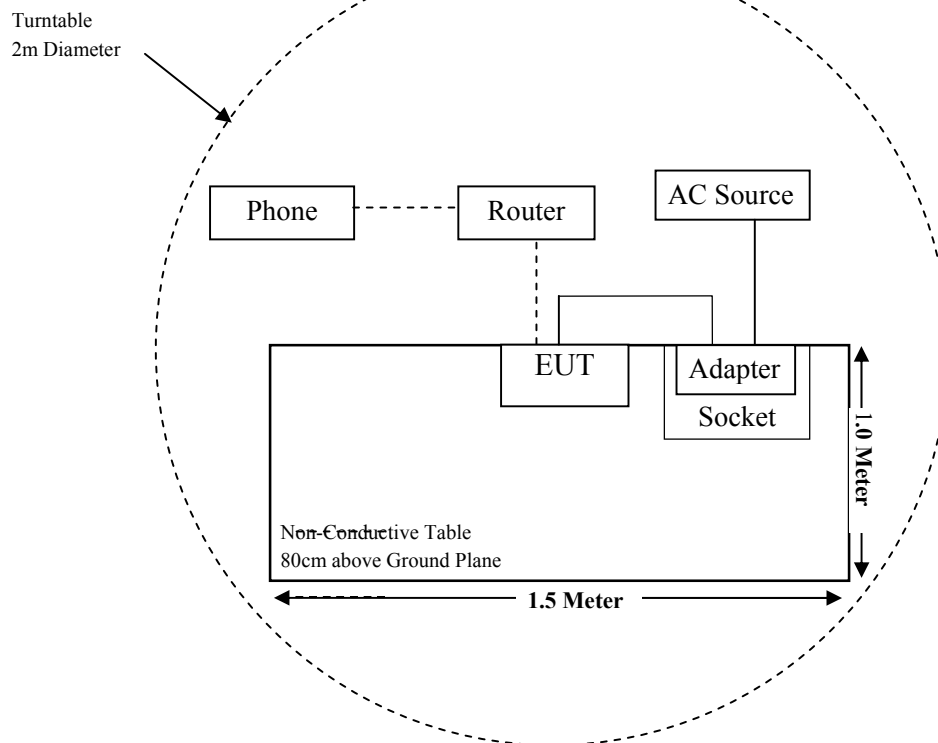 Turntable
2m Diameter
Phone
Router
AC Source
EUT
Adapter
Socket
1.0 Meter
Non-Conductive Table
80cm above Ground Plane
1.5 Meter